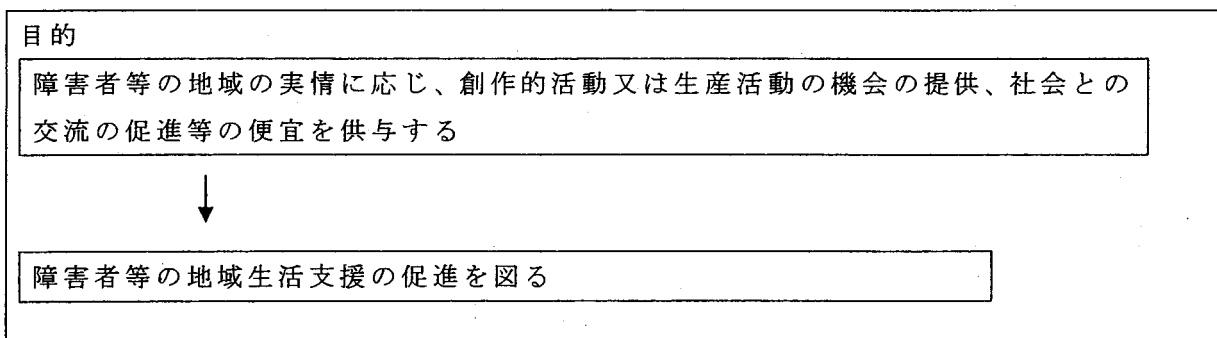 目的
障害者等の地域の実情に応じ、創作的活動又は生産活動の機会の提供、社会との
交流の促進等の便宜を供与する
障害者等の地域生活支援の促進を図る